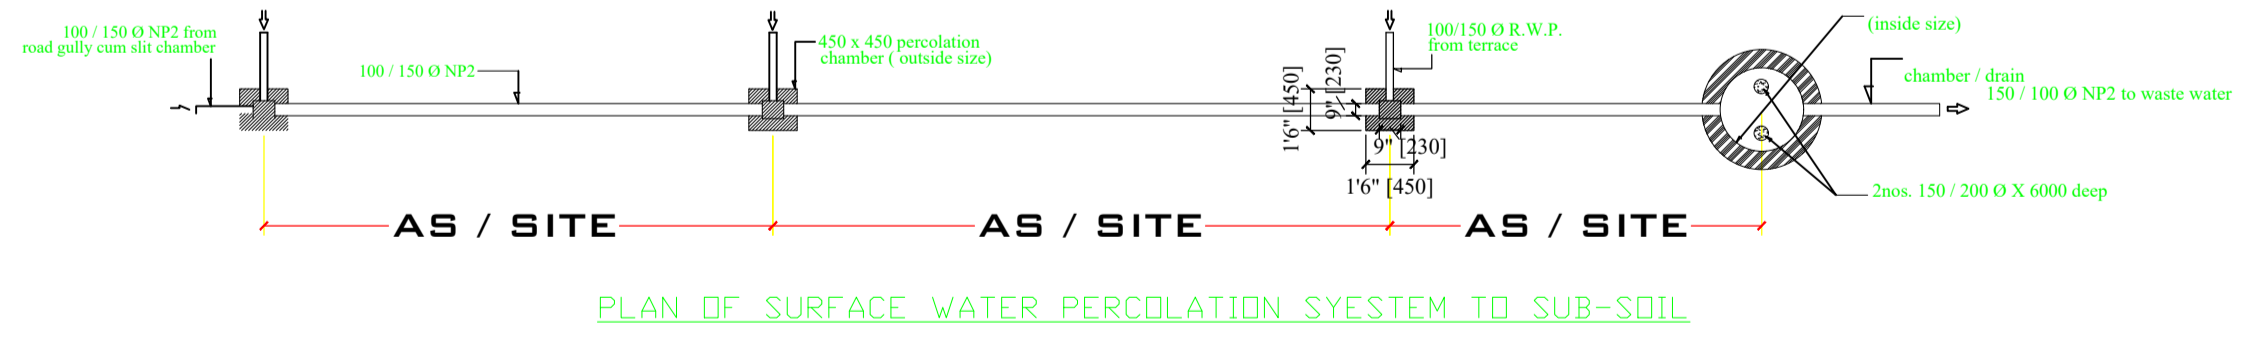 100 / 150 Ø NP2 from
road gully cum slit chamber
100 / 150 Ø NP2
450 x 450 percolation
chamber ( outside size)
1'6" [450]
9" [230]
9" [230]
1'6" [450]
100/150 Ø R.W.P.
from terrace
(inside size)
chamber / drain
150 / 100 Ø NP2 to waste water
2nos. 150 / 200 Ø X 6000 deep
AS / SITE
AS / SITE
AS / SITE
PLAN OF SURFACE WATER PERCOLATION SYESTEM TO SUB-SOIL